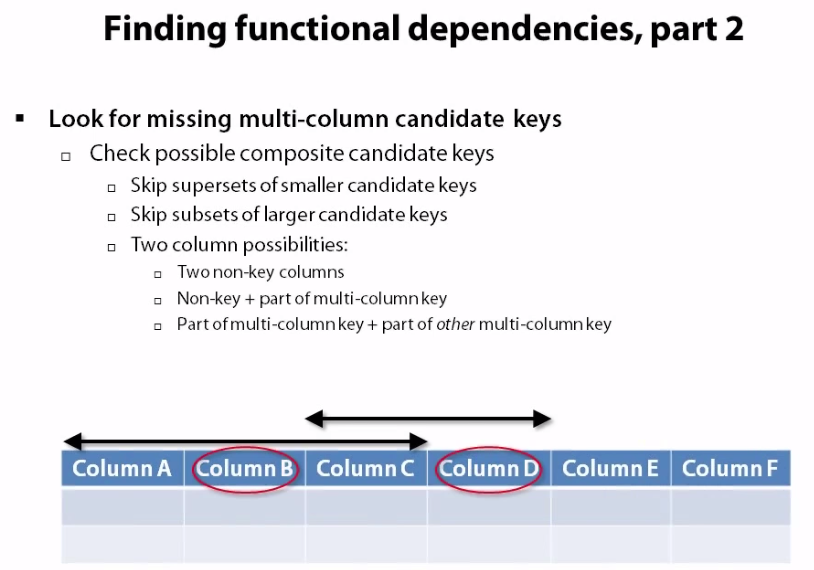 Finding functional dependencies, part 2
Look for missing multi-column candidate keys
Check possible composite candidate keys
Skip supersets of smaller candidate keys
Skip subsets of larger candidate keys
Two column possibilities:
Two non-key columns
Non-key + part of multi-column key
Part of multi-column key + part of other multi-column key
Column A Column B Column C Column D Column E Column F